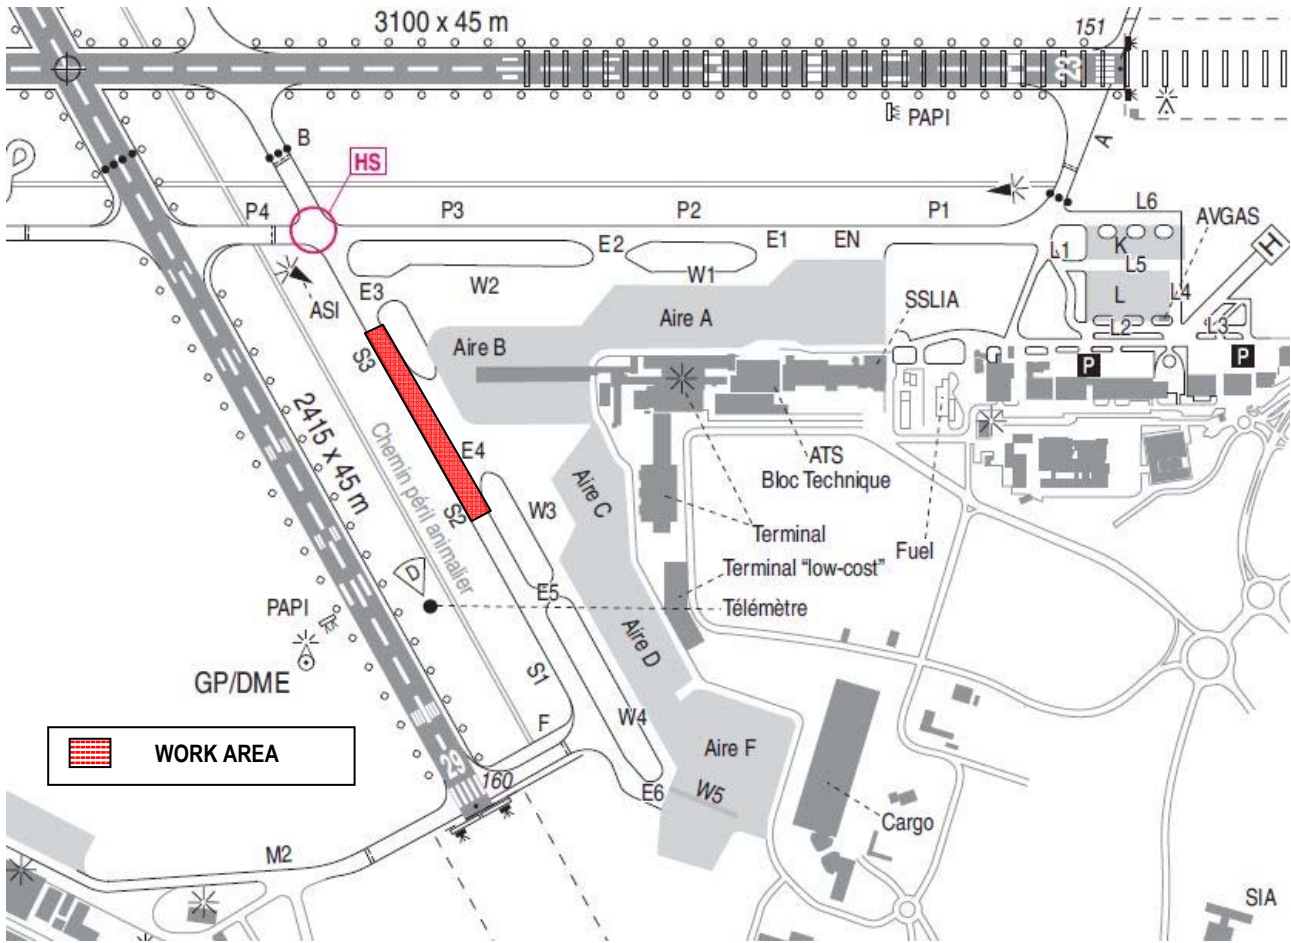 3100 x 45 m
151
23
PAPI
A
B
HS
P4
P3
P2
P1
L6
AVGAS
E2
E1
EN
K
L1
L5
H
W2
W1
E3
ASI
L
L4
SSLIA
L2
L3
Aire A
Aire B
S3
P
P
2415 x 45 m
Chemin péril animalier
E4
ATS
Bloc Technique
S2
W3
Aire C
Terminal
Fuel
Terminal "low-cost"
D
E5
Télémètre
PAPI
Aire D
GP/DME
S1
W4
F
WORK AREA
Aire F
29
160
E6
W5
Cargo
M2
SIA